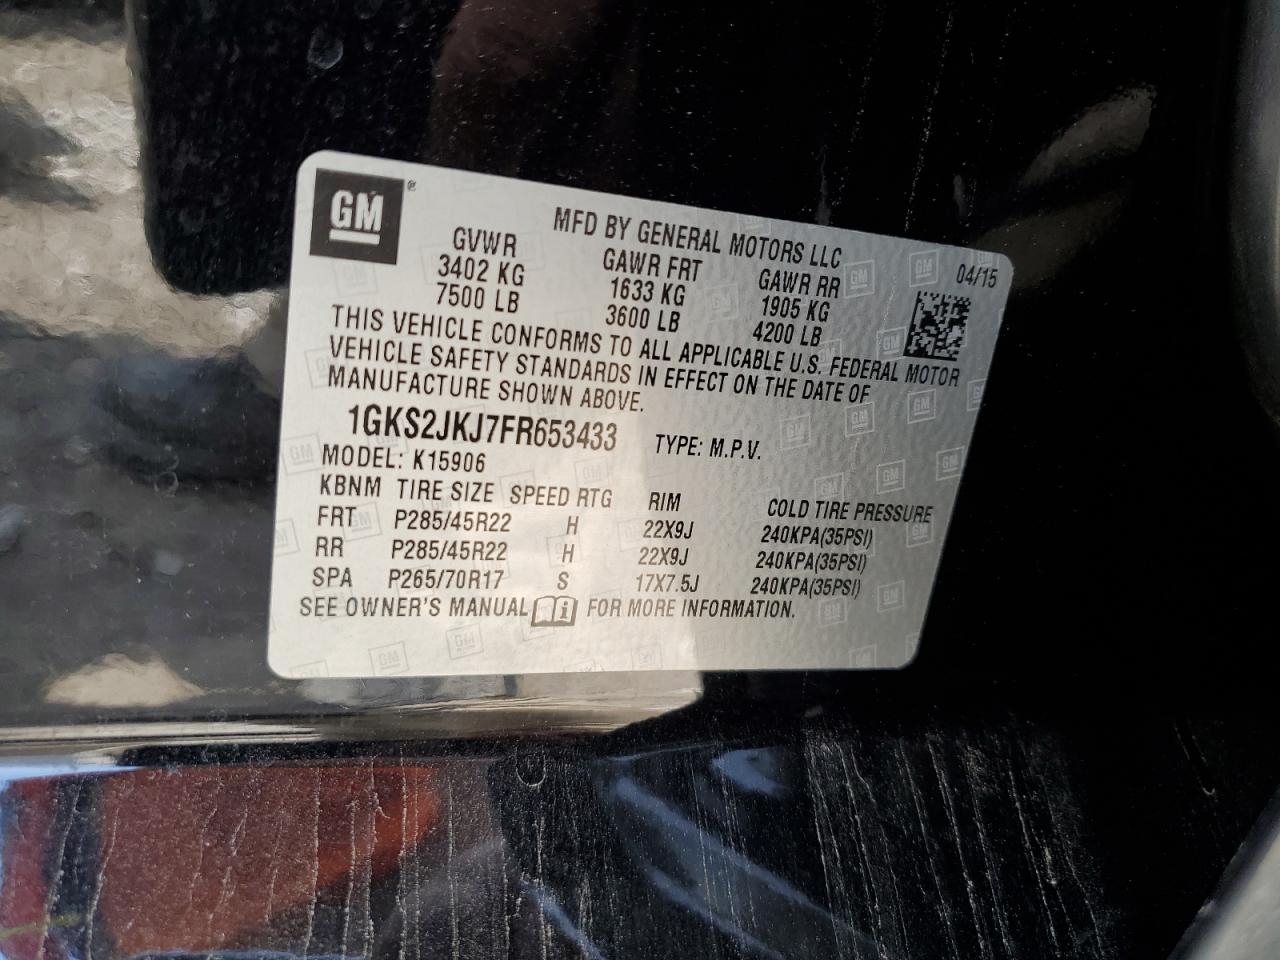 GM ®
MFD BY GENERAL MOTORS LLC
GVWR GAWR FRT GAWR RR 04/15
3402 KG 1633 KG 1905 KG
7500 LB 3600 LB 4200 LB
THIS VEHICLE CONFORMS TO ALL APPLICABLE U.S. FEDERAL MOTOR
VEHICLE SAFETY STANDARDS IN EFFECT ON THE DATE OF
MANUFACTURE SHOWN ABOVE.
1GKS2JKJ7FR653433 TYPE: M.P.V.
MODEL: K15906
KBNM TIRE SIZE SPEED RTG RIM COLD TIRE PRESSURE
FRT P285/45R22 H 22X9J 240KPA(35PSI)
RR P285/45R22 H 22X9J 240KPA(35PSI)
SPA P265/70R17 S 17X7.5J 240KPA(35PSI)
SEE OWNER'S MANUAL i FOR MORE INFORMATION.